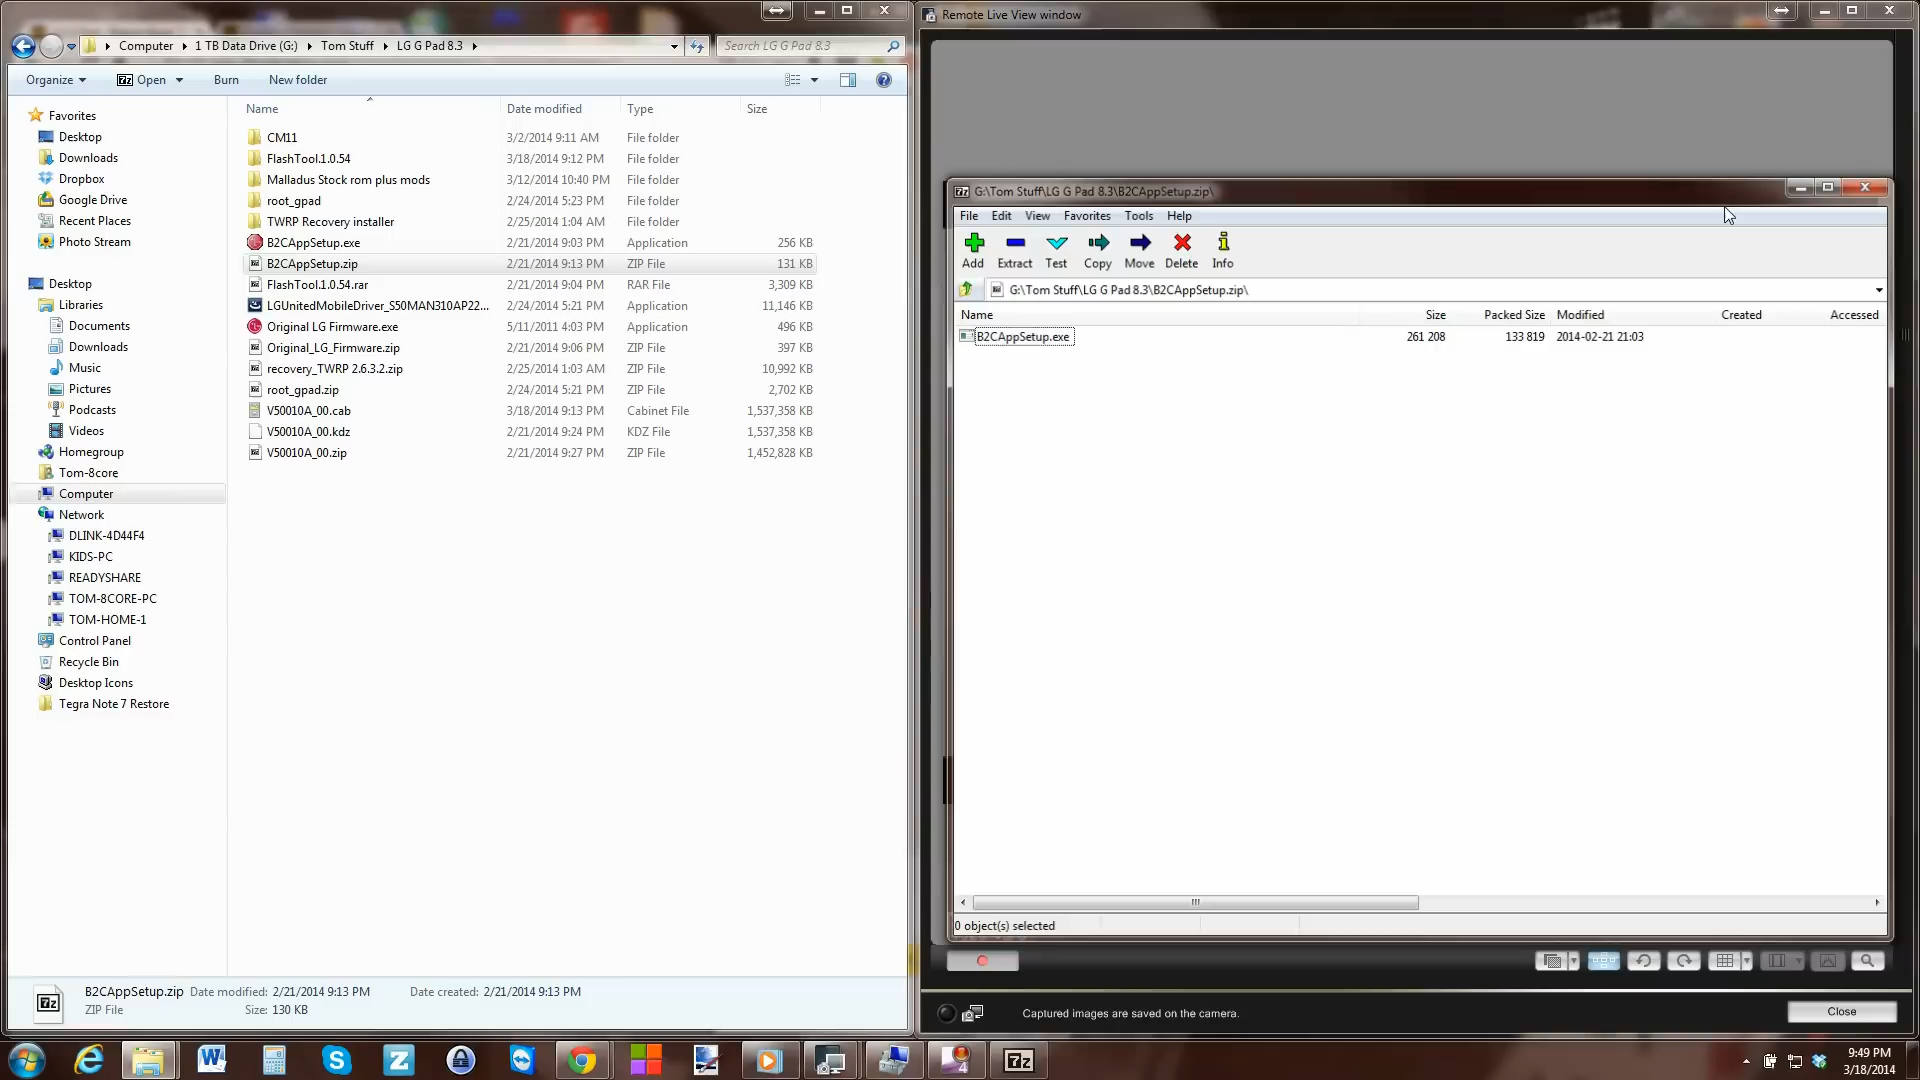 Computer ▸ 1 TB Data Drive (G:) ▸ Tom Stuff ▸ LG G Pad 8.3 ▸
Search LG G Pad 8.3
Organize Open Burn New folder
Name Date modified Type Size
Favorites
Desktop
Downloads
Dropbox
Google Drive
Recent Places
Photo Stream
Desktop
Libraries
Documents
Downloads
Music
Pictures
Podcasts
Videos
Homegroup
Tom-8core
Computer
Network
DLINK-4D44F4
KIDS-PC
READYSHARE
TOM-8CORE-PC
TOM-HOME-1
Control Panel
Recycle Bin
Desktop Icons
Tegra Note 7 Restore
CM11 3/2/2014 9:11 AM File folder
FlashTool.1.0.54 3/18/2014 9:12 PM File folder
Malladus Stock rom plus mods 3/12/2014 10:40 PM File folder
root_gpad 2/24/2014 5:23 PM File folder
TWRP Recovery installer 2/25/2014 1:04 AM File folder
B2CAppSetup.exe 2/21/2014 9:03 PM Application 256 KB
B2CAppSetup.zip 2/21/2014 9:13 PM ZIP File 131 KB
FlashTool.1.0.54.rar 2/21/2014 9:04 PM RAR File 3,309 KB
LGUnitedMobileDriver_S50MAN310AP22... 2/24/2014 5:21 PM Application 11,146 KB
Original LG Firmware.exe 5/11/2011 4:03 PM Application 496 KB
Original_LG_Firmware.zip 2/21/2014 9:06 PM ZIP File 397 KB
recovery_TWRP 2.6.3.2.zip 2/25/2014 1:03 AM ZIP File 10,992 KB
root_gpad.zip 2/24/2014 5:21 PM ZIP File 2,702 KB
V50010A_00.cab 3/18/2014 9:13 PM Cabinet File 1,537,358 KB
V50010A_00.kdz 2/21/2014 9:24 PM KDZ File 1,537,358 KB
V50010A_00.zip 2/21/2014 9:27 PM ZIP File 1,452,828 KB
B2CAppSetup.zip Date modified: 2/21/2014 9:13 PM Date created: 2/21/2014 9:13 PM
ZIP File Size: 130 KB
Remote Live View window
G:\Tom Stuff\LG G Pad 8.3\B2CAppSetup.zip\
File Edit View Favorites Tools Help
Add Extract Test Copy Move Delete Info
G:\Tom Stuff\LG G Pad 8.3\B2CAppSetup.zip\
Name Size Packed Size Modified Created Accessed
B2CAppSetup.exe 261 208 133 819 2014-02-21 21:03
0 object(s) selected
Captured images are saved on the camera.
Close
9:49 PM
3/18/2014